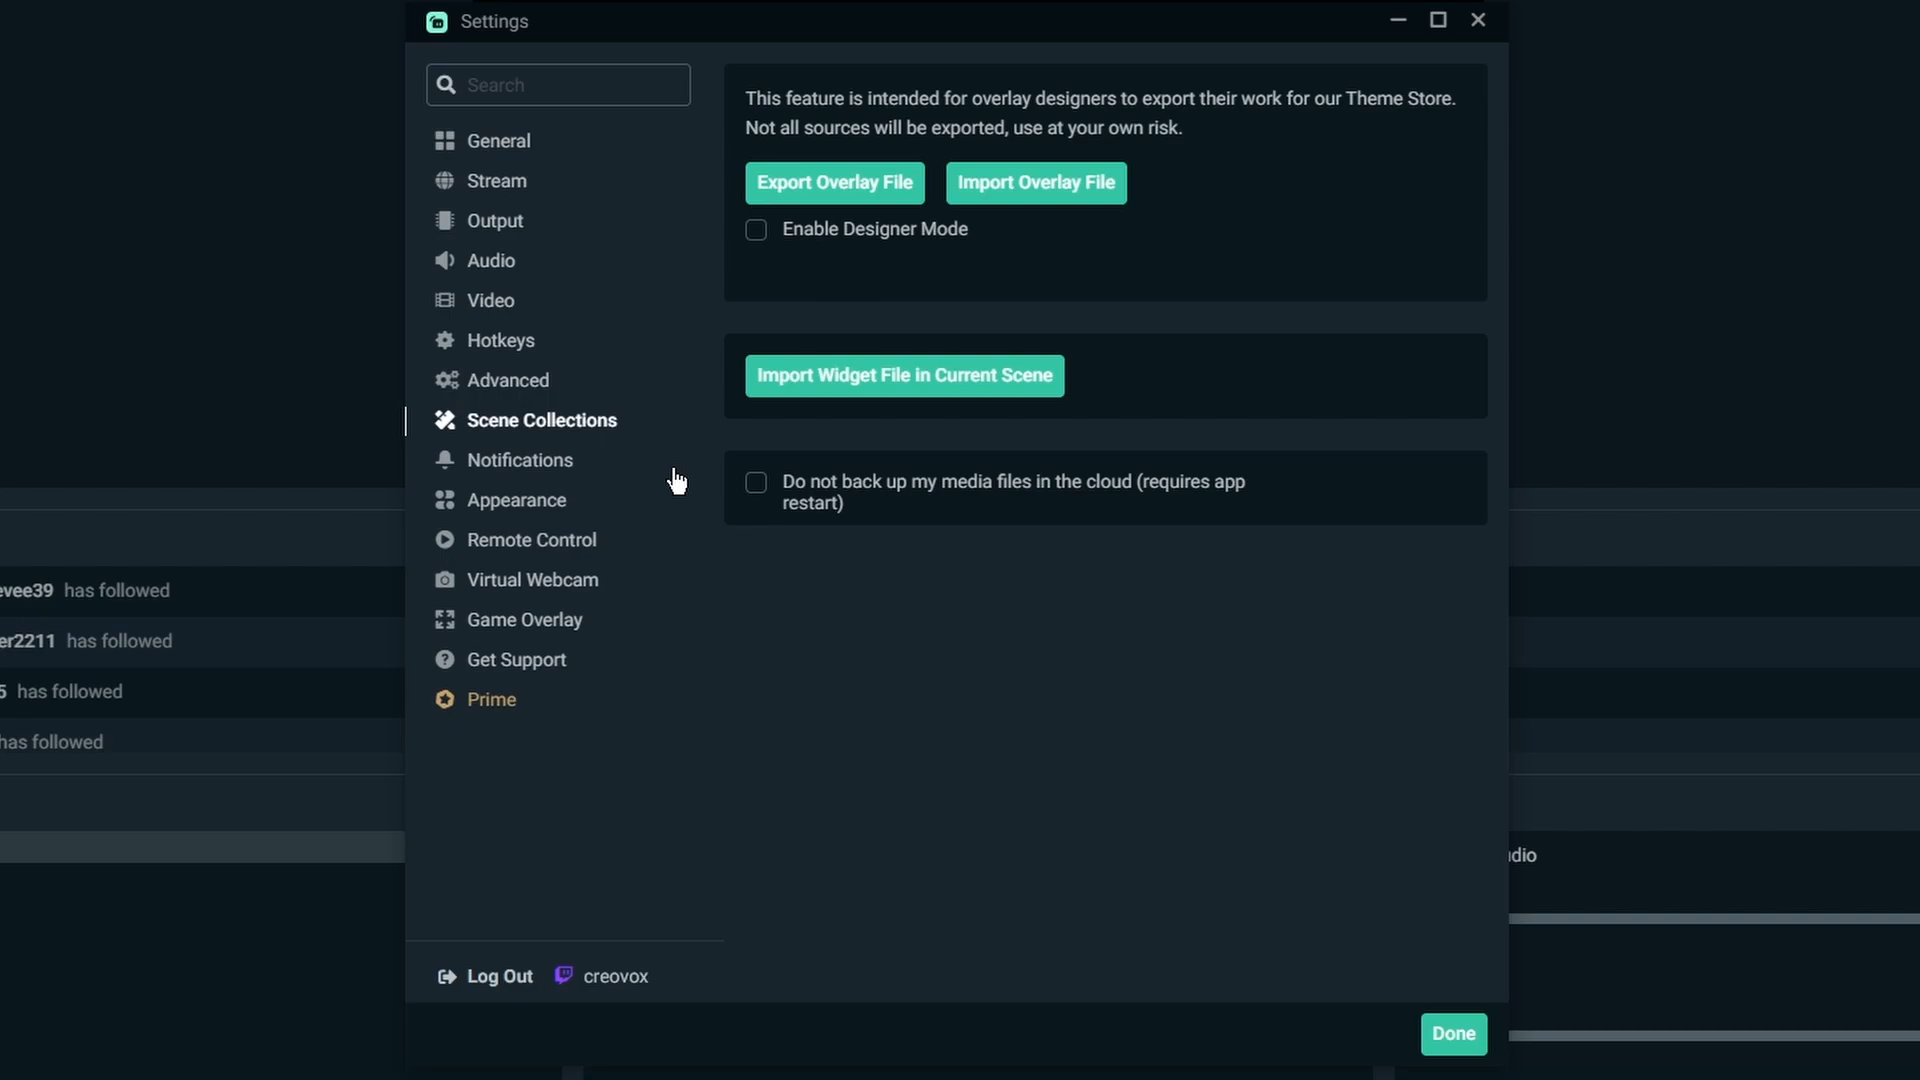 Settings
Search
General
Stream
Output
Audio
Video
Hotkeys
Advanced
Scene Collections
Notifications
Appearance
Remote Control
Virtual Webcam
Game Overlay
Get Support
Prime
Log Out creovox
This feature is intended for overlay designers to export their work for our Theme Store.
Not all sources will be exported, use at your own risk.
Export Overlay File Import Overlay File
Enable Designer Mode
Import Widget File in Current Scene
Do not back up my media files in the cloud (requires app
restart)
Done
evee39 has followed
er2211 has followed
5 has followed
has followed
dio